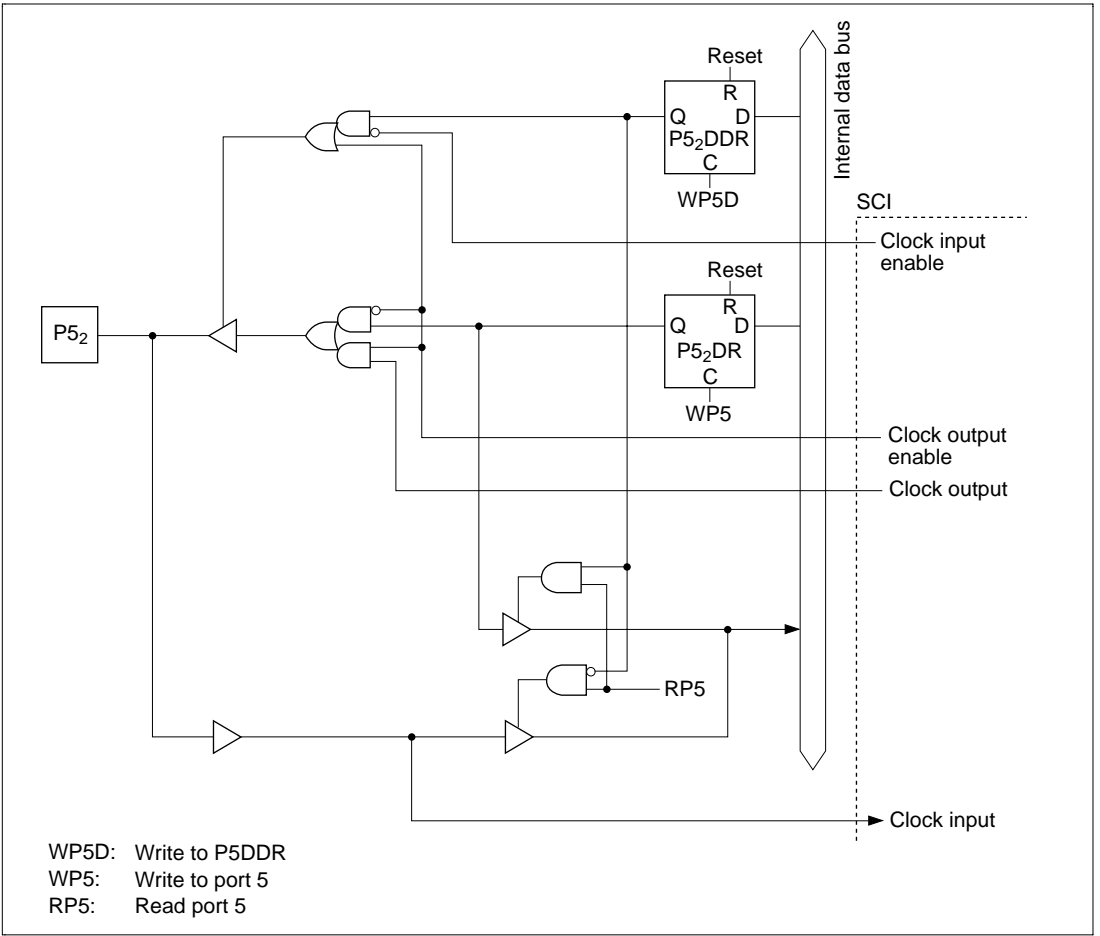 Reset
R
Q D
P5₂DDR
C
WP5D
Internal data bus
SCI
Clock input
enable
Reset
R
Q D
P5₂DR
C
WP5
P5₂
Clock output
enable
Clock output
RP5
Clock input
WP5D: Write to P5DDR
WP5: Write to port 5
RP5: Read port 5